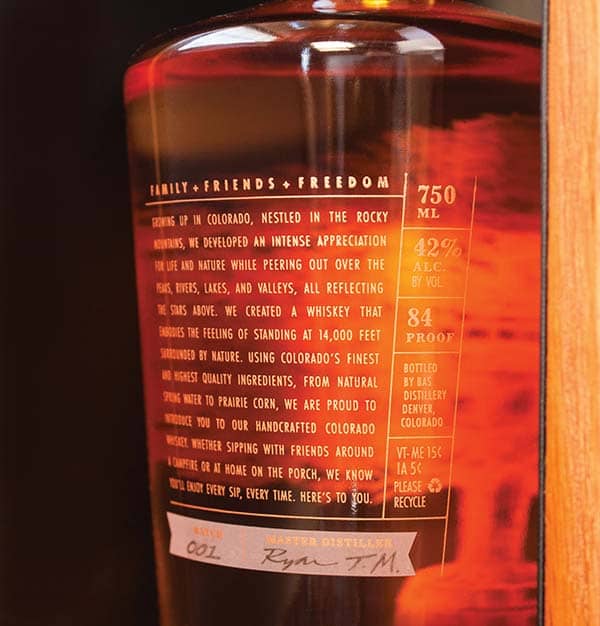 FAMILY + FRIENDS + FREEDOM
GROWING UP IN COLORADO, NESTLED IN THE ROCKY
MOUNTAINS, WE DEVELOPED AN INTENSE APPRECIATION
FOR LIFE AND NATURE WHILE PEERING OUT OVER THE
PEAKS, RIVERS, LAKES, AND VALLEYS, ALL REFLECTING
THE STARS ABOVE. WE CREATED A WHISKEY THAT
EMBODIES THE FEELING OF STANDING AT 14,000 FEET
SURROUNDED BY NATURE. USING COLORADO'S FINEST
AND HIGHEST QUALITY INGREDIENTS, FROM NATURAL
SPRING WATER TO PRAIRIE CORN, WE ARE PROUD TO
INTRODUCE YOU TO OUR HANDCRAFTED COLORADO
WHISKEY. WHETHER SIPPING WITH FRIENDS AROUND
A CAMPFIRE OR AT HOME ON THE PORCH, WE KNOW
YOU'LL ENJOY EVERY SIP, EVERY TIME. HERE'S TO YOU.
750
ML
42%
ALC.
BY VOL.
84
PROOF
BOTTLED
BY BAS
DISTILLERY
DENVER,
COLORADO
VT-ME 15¢
IA 5¢
PLEASE
RECYCLE
BATCH
001
MASTER DISTILLER
Ryan T.M.